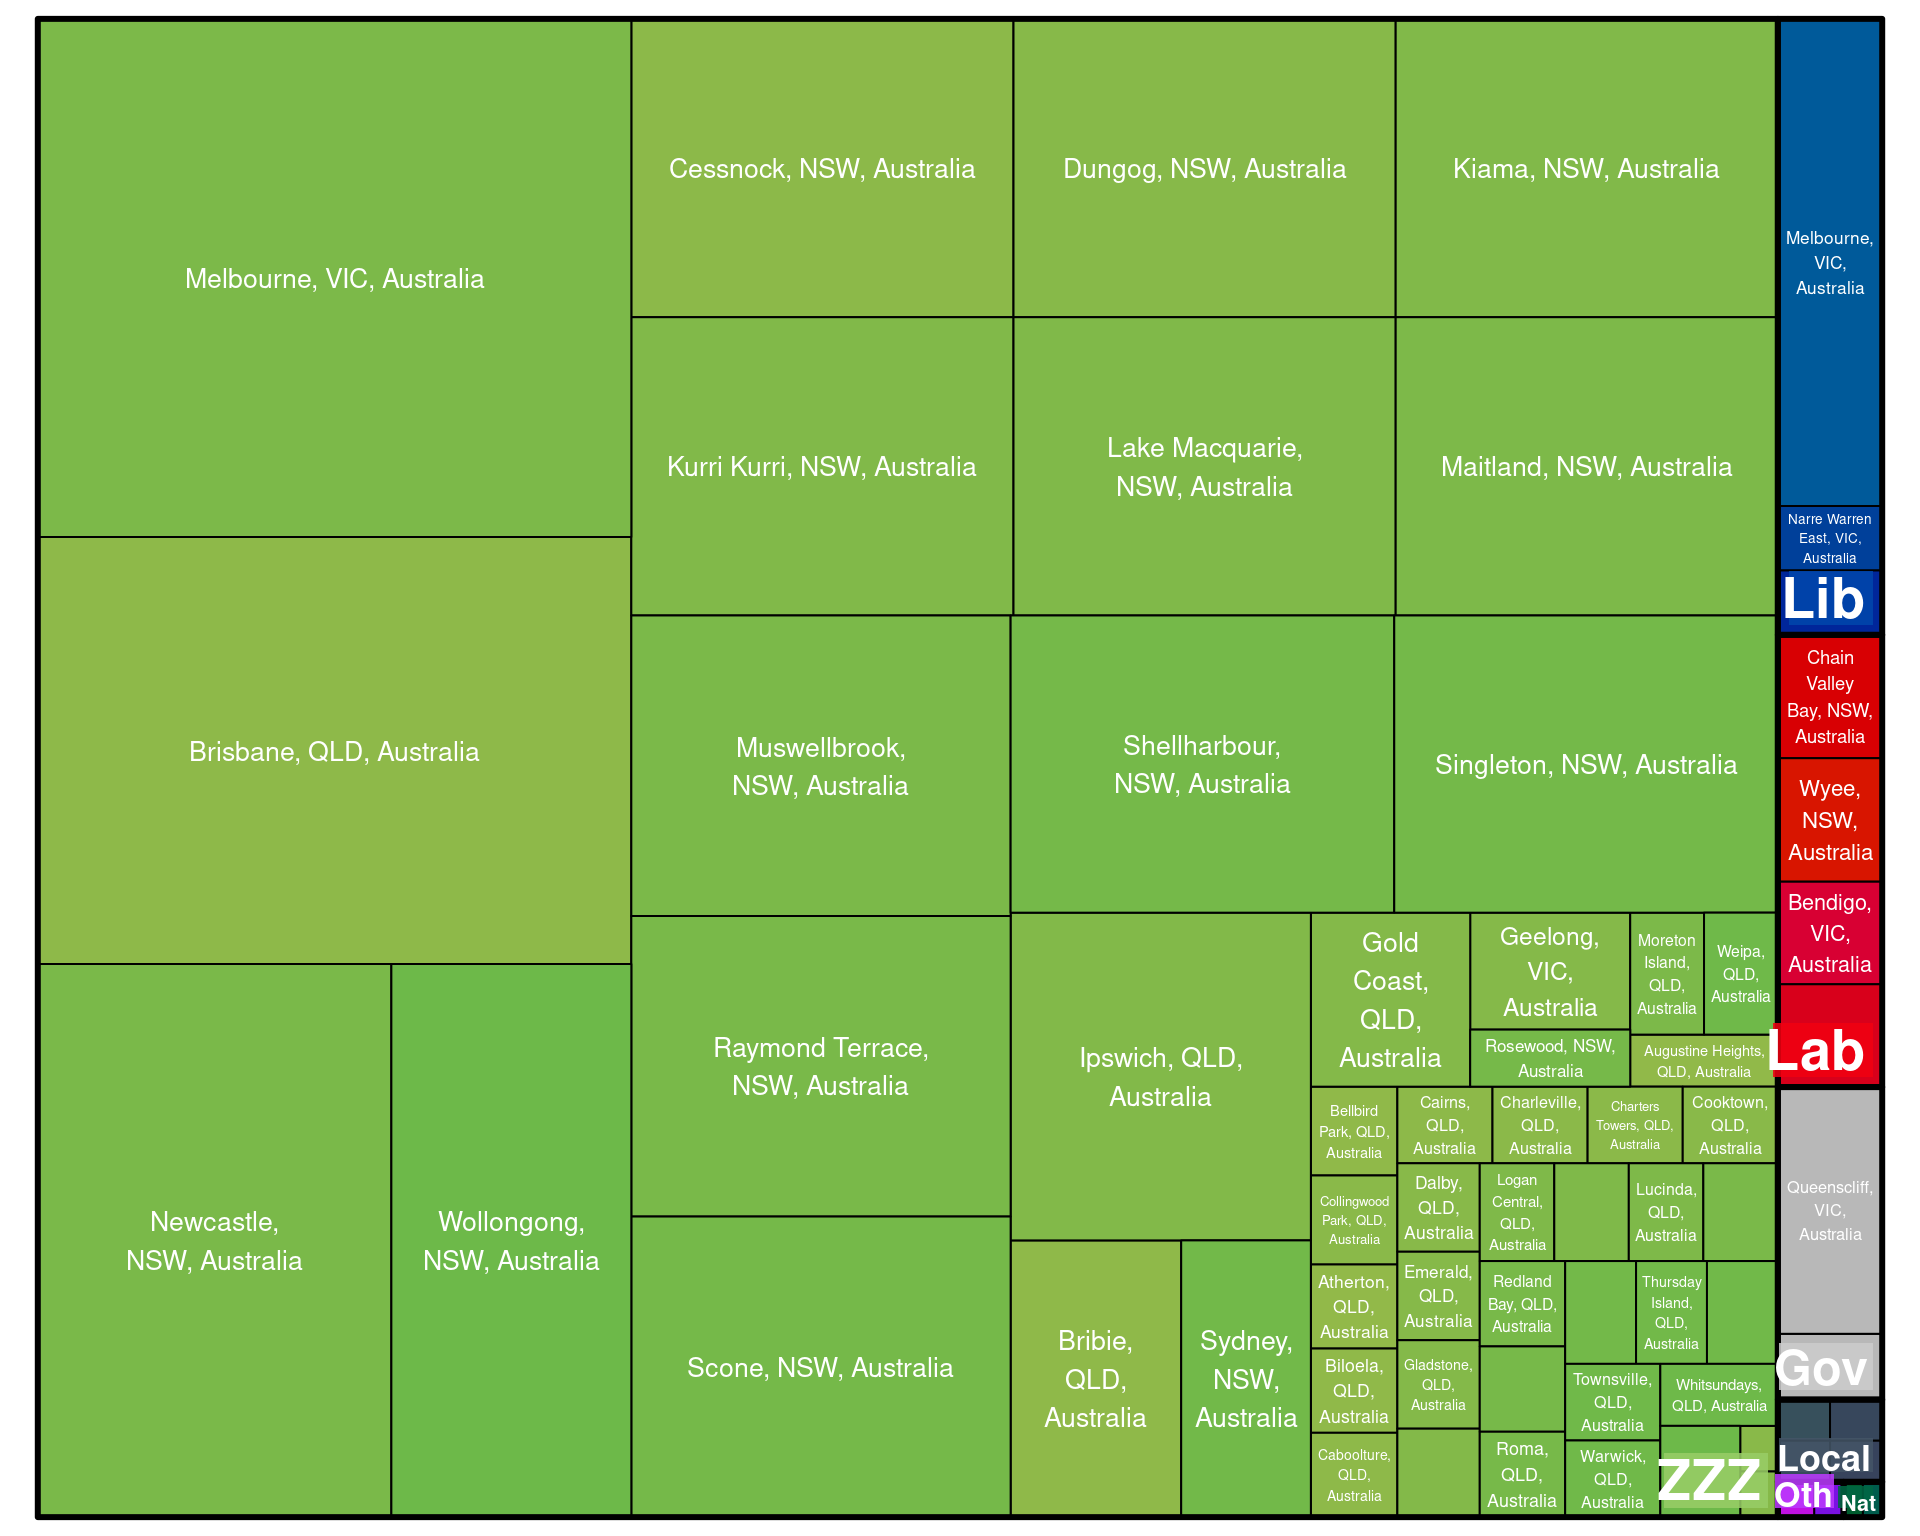 Melbourne, VIC, Australia
Brisbane, QLD, Australia
Newcastle,
NSW, Australia
Wollongong,
NSW, Australia
Cessnock, NSW, Australia
Dungog, NSW, Australia
Kiama, NSW, Australia
Kurri Kurri, NSW, Australia
Lake Macquarie,
NSW, Australia
Maitland, NSW, Australia
Muswellbrook,
NSW, Australia
Shellharbour,
NSW, Australia
Singleton, NSW, Australia
Raymond Terrace,
NSW, Australia
Scone, NSW, Australia
Ipswich, QLD,
Australia
Bribie,
QLD,
Australia
Sydney,
NSW,
Australia
Gold
Coast,
QLD,
Australia
Geelong,
VIC,
Australia
Rosewood, NSW,
Australia
Moreton
Island,
QLD,
Australia
Weipa,
QLD,
Australia
Augustine Heights,
QLD, Australia
Bellbird
Park, QLD,
Australia
Collingwood
Park, QLD,
Australia
Atherton,
QLD,
Australia
Biloela,
QLD,
Australia
Caboolture,
QLD,
Australia
Cairns,
QLD,
Australia
Charleville,
QLD,
Australia
Charters
Towers, QLD,
Australia
Cooktown,
QLD,
Australia
Dalby,
QLD,
Australia
Emerald,
QLD,
Australia
Gladstone,
QLD,
Australia
Logan
Central,
QLD,
Australia
Lucinda,
QLD,
Australia
Redland
Bay, QLD,
Australia
Roma,
QLD,
Australia
Thursday
Island,
QLD,
Australia
Townsville,
QLD,
Australia
Whitsundays,
QLD, Australia
Warwick,
QLD,
Australia
ZZZ
Melbourne,
VIC,
Australia
Narre Warren
East, VIC,
Australia
Lib
Chain
Valley
Bay, NSW,
Australia
Wyee,
NSW,
Australia
Bendigo,
VIC,
Australia
Lab
Queenscliff,
VIC,
Australia
Gov
Local
Oth
Nat